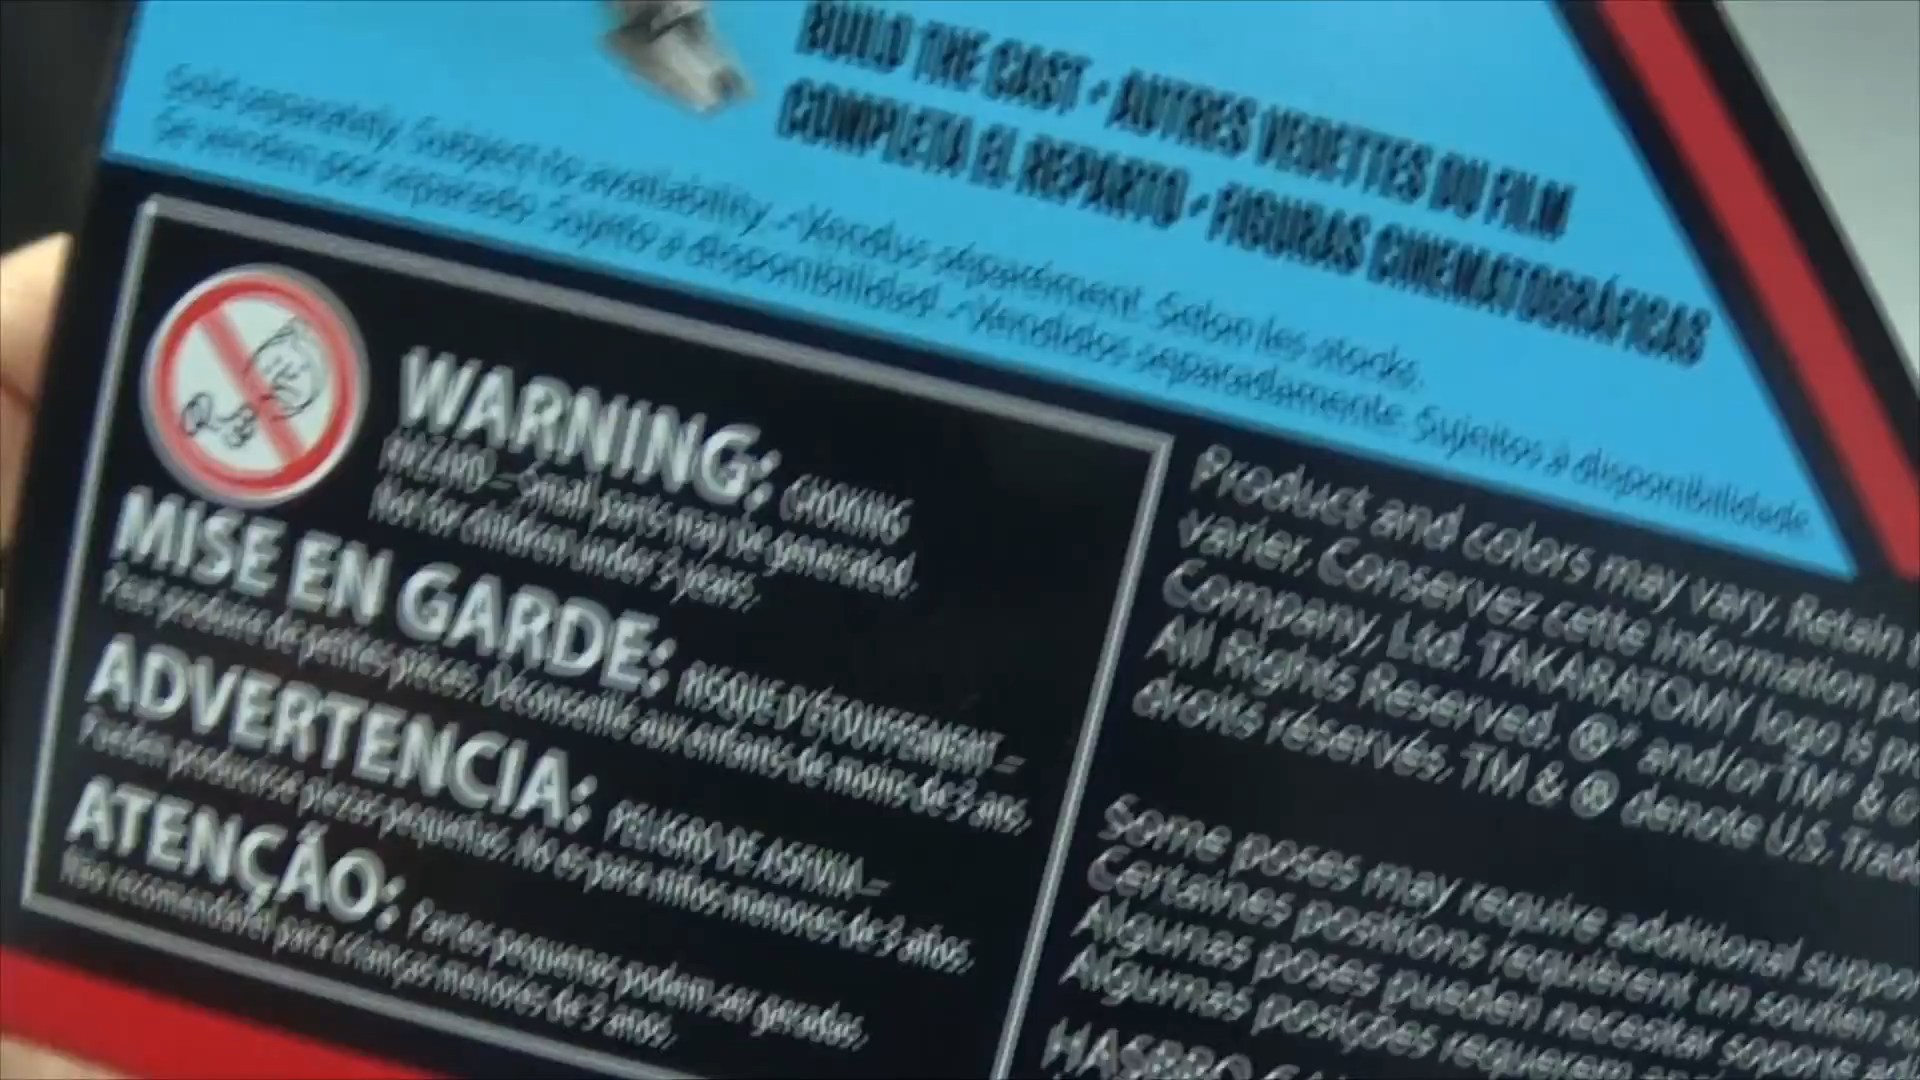 BUILD THE CAST • AUTRES VEDETTES DU FILM
COMPLETA EL REPARTO • FIGURAS CINEMATOGRÁFICAS
Sold separately. Subject to availability. • Vendus séparément. Selon les stocks.
Se venden por separado. Sujeto a disponibilidad. • Vendidos separadamente. Sujeitos à disponibilidade.
WARNING: CHOKING
HAZARD – Small parts may be generated.
Not for children under 3 years.
MISE EN GARDE: RISQUE D'ÉTOUFFEMENT –
Peut produire de petites pièces. Déconseillé aux enfants de moins de 3 ans.
ADVERTENCIA: PELIGRO DE ASFIXIA –
Pueden producirse piezas pequeñas. No es para niños menores de 3 años.
ATENÇÃO: Partes pequenas podem ser geradas.
Não recomendável para crianças menores de 3 anos.
Product and colors may vary. Retain
varier. Conservez cette information
Company, Ltd. TAKARATOMY logo is
All Rights Reserved. ®* and/or TM* &
droits réservés. TM & ® denote U.S.
Some poses may require additional
Certaines positions requièrent un soutien
Algunas poses pueden necesitar soporte
Algumas posições requerem
HASBRO